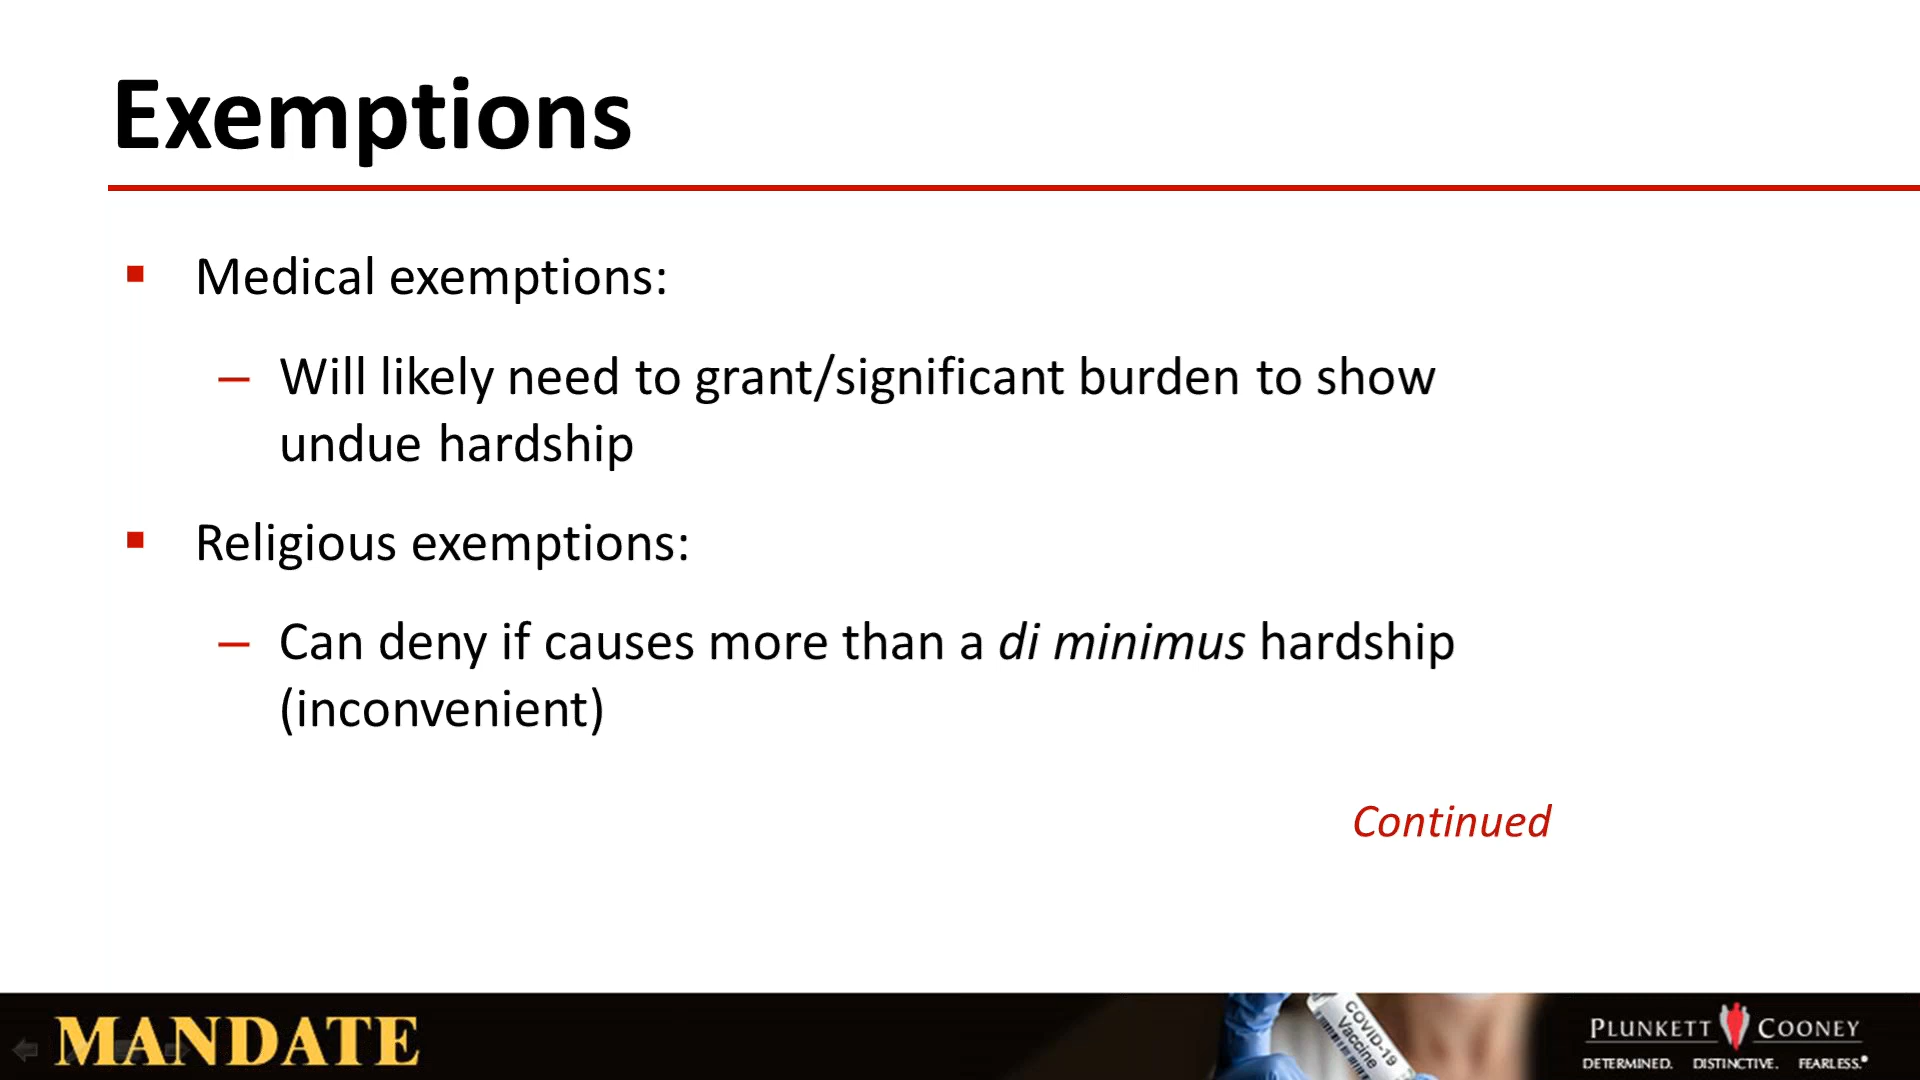 Exemptions
▪ Medical exemptions:
– Will likely need to grant/significant burden to show
undue hardship
▪ Religious exemptions:
– Can deny if causes more than a di minimus hardship
(inconvenient)
Continued
MANDATE
COVID-19
Vaccine
PLUNKETT COONEY
DETERMINED. DISTINCTIVE. FEARLESS.®